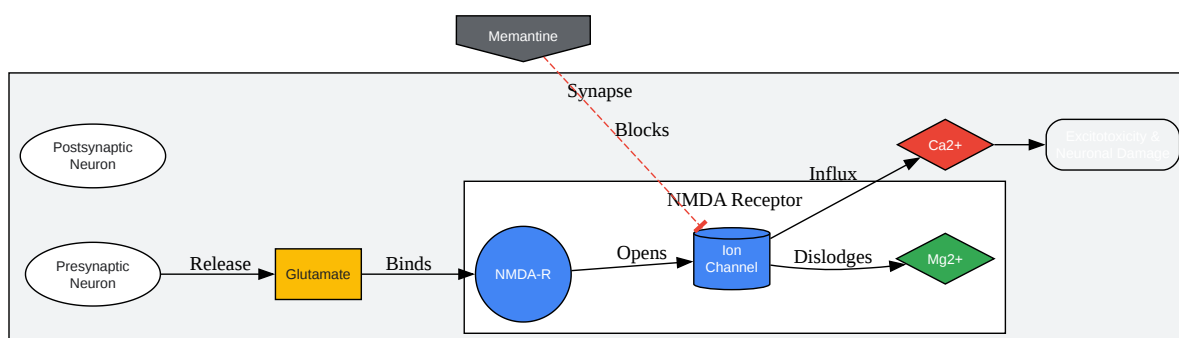 Memantine
Synapse
Blocks
Postsynaptic
Neuron
Ca2+
Excitotoxicity &
Neuronal Damage
Influx
NMDA Receptor
Presynaptic
Neuron
Release
Glutamate
Binds
NMDA-R
Opens
Ion
Channel
Dislodges
Mg2+